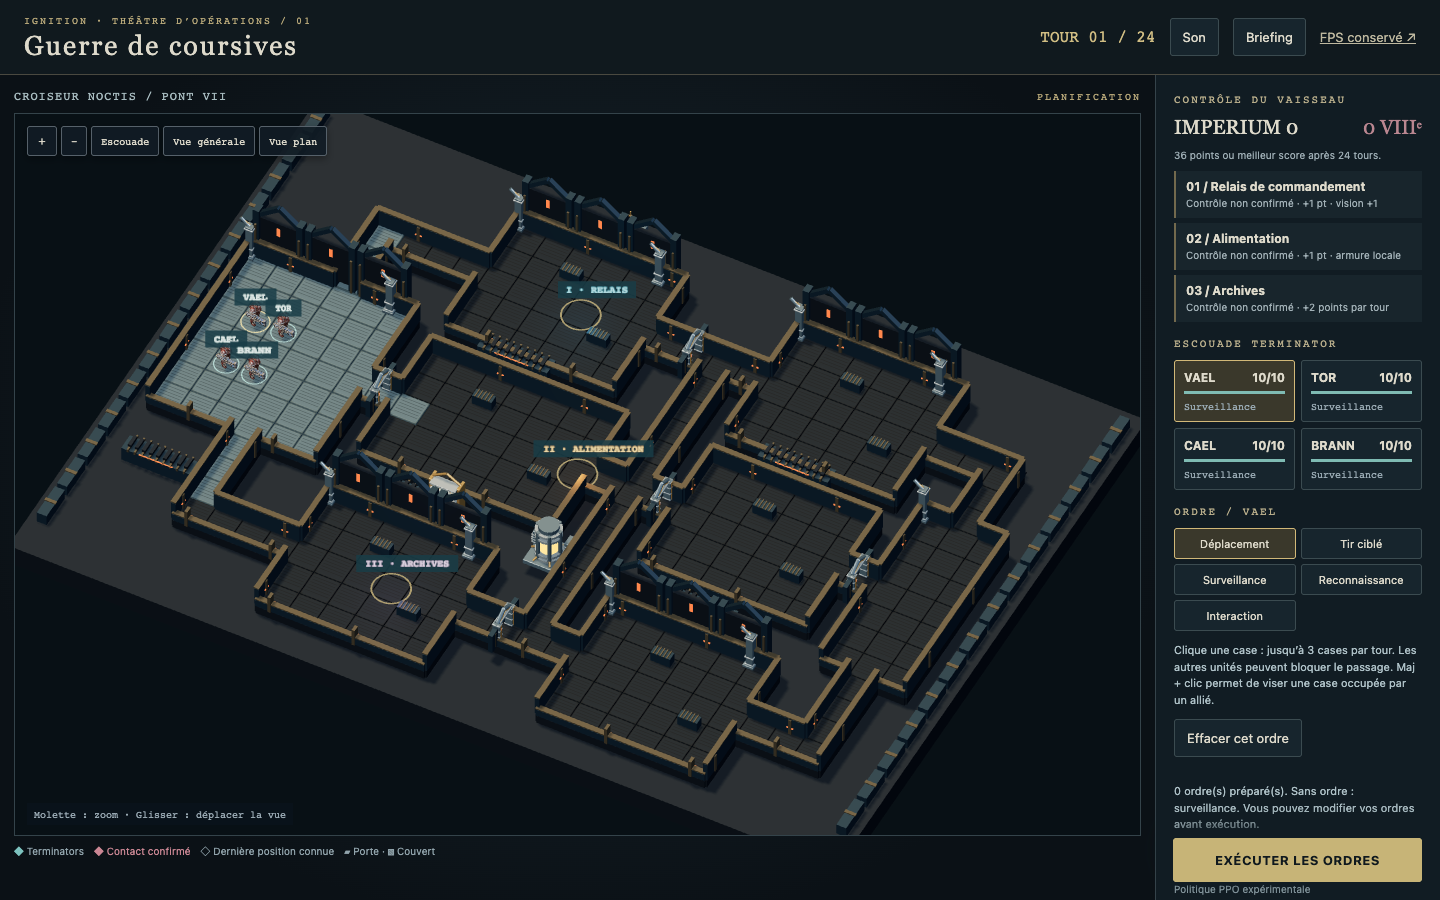 IGNITION · THÉÂTRE D'OPÉRATIONS / 01
Guerre de coursives
TOUR 01 / 24
Son
Briefing
FPS conservé ↗
CROISEUR NOCTIS / PONT VII
PLANIFICATION
+
−
Escouade
Vue générale
Vue plan
VAEL
TOR
CAEL
BRANN
I · RELAIS
II · ALIMENTATION
III · ARCHIVES
Molette : zoom · Glisser : déplacer la vue
Terminators
Contact confirmé
Dernière position connue
Porte · Couvert
CONTRÔLE DU VAISSEAU
IMPERIUM 0
0 VIIIᵉ
36 points ou meilleur score après 24 tours.
01 / Relais de commandement
Contrôle non confirmé · +1 pt · vision +1
02 / Alimentation
Contrôle non confirmé · +1 pt · armure locale
03 / Archives
Contrôle non confirmé · +2 points par tour
ESCOUADE TERMINATOR
VAEL 10/10
Surveillance
TOR 10/10
Surveillance
CAEL 10/10
Surveillance
BRANN 10/10
Surveillance
ORDRE / VAEL
Déplacement
Tir ciblé
Surveillance
Reconnaissance
Interaction
Clique une case : jusqu'à 3 cases par tour. Les
autres unités peuvent bloquer le passage. Maj
+ clic permet de viser une case occupée par
un allié.
Effacer cet ordre
0 ordre(s) préparé(s). Sans ordre :
surveillance. Vous pouvez modifier vos ordres
avant exécution.
EXÉCUTER LES ORDRES
Politique PPO expérimentale